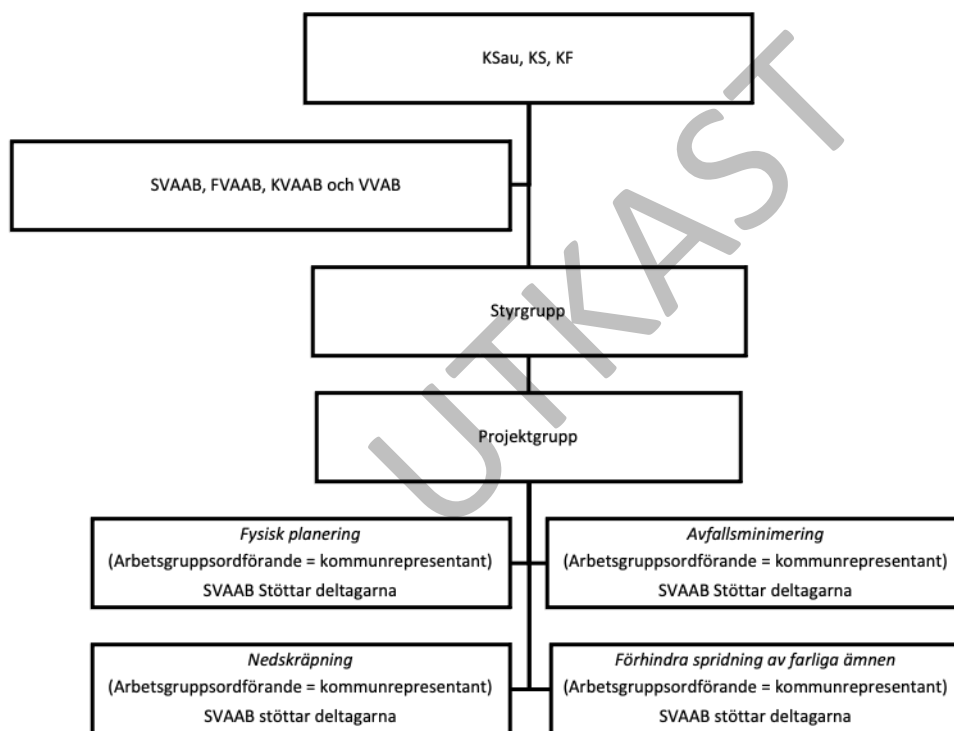 KSau, KS, KF
SVAAB, FVAAB, KVAAB och VVAB
Styrgrupp
Projektgrupp
Fysisk planering
(Arbetsgruppsordförande = kommunrepresentant)
SVAAB Stöttar deltagarna
Avfallsminimering
(Arbetsgruppsordförande = kommunrepresentant)
SVAAB Stöttar deltagarna
Nedskräpning
(Arbetsgruppsordförande = kommunrepresentant)
SVAAB stöttar deltagarna
Förhindra spridning av farliga ämnen
(Arbetsgruppsordförande = kommunrepresentant)
SVAAB stöttar deltagarna
UTKAST